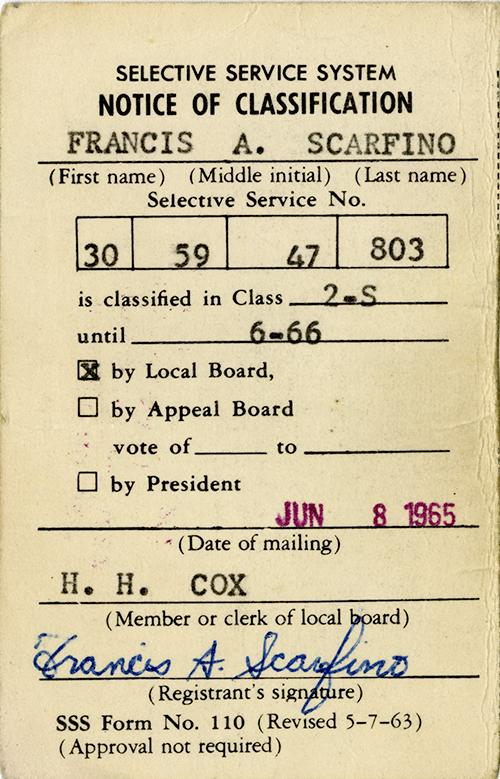 SELECTIVE SERVICE SYSTEM
NOTICE OF CLASSIFICATION
FRANCIS A. SCARFINO
(First name) (Middle initial) (Last name)
Selective Service No.
30 59 47 803
is classified in Class 2-S
until 6-66
☒ by Local Board,
☐ by Appeal Board
vote of ______ to ______
☐ by President
JUN 8 1965
(Date of mailing)
H. H. COX
(Member or clerk of local board)
Francis A. Scarfino
(Registrant's signature)
SSS Form No. 110 (Revised 5-7-63)
(Approval not required)